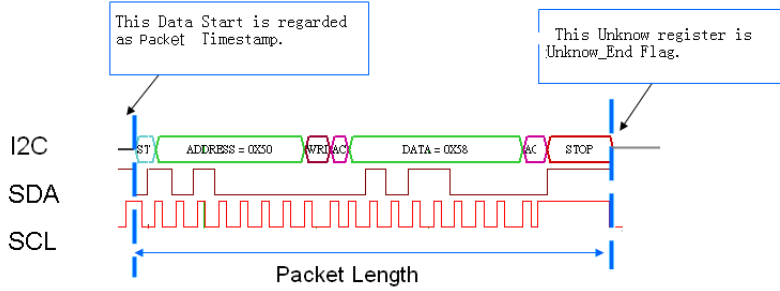 This Data Start is regarded
as Packet Timestamp.
This Unknow register is
Unknow_End Flag.
I2C
ST
ADDRESS = 0X50
WRI
AC
DATA = 0X58
AC
STOP
SDA
SCL
Packet Length